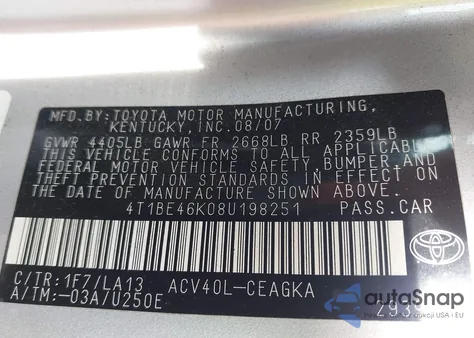 MFD.BY:TOYOTA MOTOR MANUFACTURING,
KENTUCKY, INC.08/07
GVWR 4405LB GAWR FR 2668LB RR 2359LB
THIS VEHICLE CONFORMS TO ALL APPLICABLE
FEDERAL MOTOR VEHICLE SAFETY, BUMPER, AND
THEFT PREVENTION STANDARDS IN EFFECT ON
THE DATE OF MANUFACTURE SHOWN ABOVE.
4T1BE46K08U198251 PASS.CAR
C/TR:1F7/LA13 ACV40L-CEAGKA
A/TM:-03A/U250E
TOYOTA
autaSnap